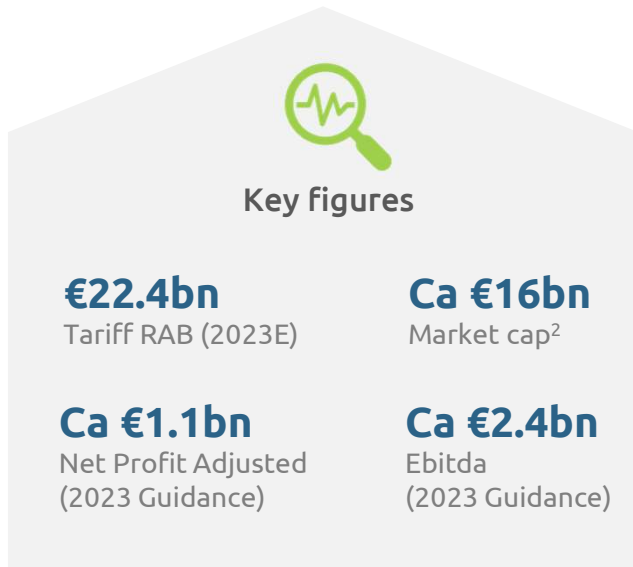 Key figures
€22.4bn
Tariff RAB (2023E)
Ca €16bn
Market cap²
Ca €1.1bn
Net Profit Adjusted
(2023 Guidance)
Ca €2.4bn
Ebitda
(2023 Guidance)